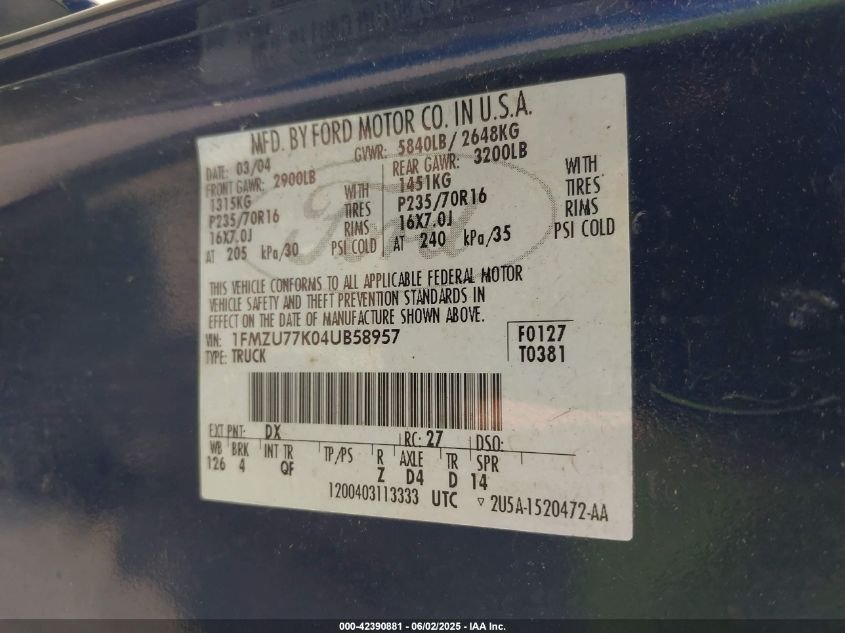 MFD. BY FORD MOTOR CO. IN U.S.A.
DATE: 03/04 GVWR: 5840LB/ 2648KG
FRONT GAWR: 2900LB REAR GAWR: 3200LB
1315KG WITH 1451KG WITH
P235/70R16 TIRES P235/70R16 TIRES
16X7.0J RIMS 16X7.0J RIMS
AT 205 kPa/30 PSI COLD AT 240 kPa/35 PSI COLD
Ford
THIS VEHICLE CONFORMS TO ALL APPLICABLE FEDERAL MOTOR
VEHICLE SAFETY AND THEFT PREVENTION STANDARDS IN
EFFECT ON THE DATE OF MANUFACTURE SHOWN ABOVE.
VIN: 1FMZU77K04UB58957 F0127
TYPE: TRUCK T0381
EXT PNT: DX RC: 27 DSO:
WB BRK INT TR TP/PS R AXLE TR SPR
126 4 QF Z D4 D 14
1200403113333 UTC ▽ 2U5A-1520472-AA
000-42390881 - 06/02/2025 - IAA Inc.